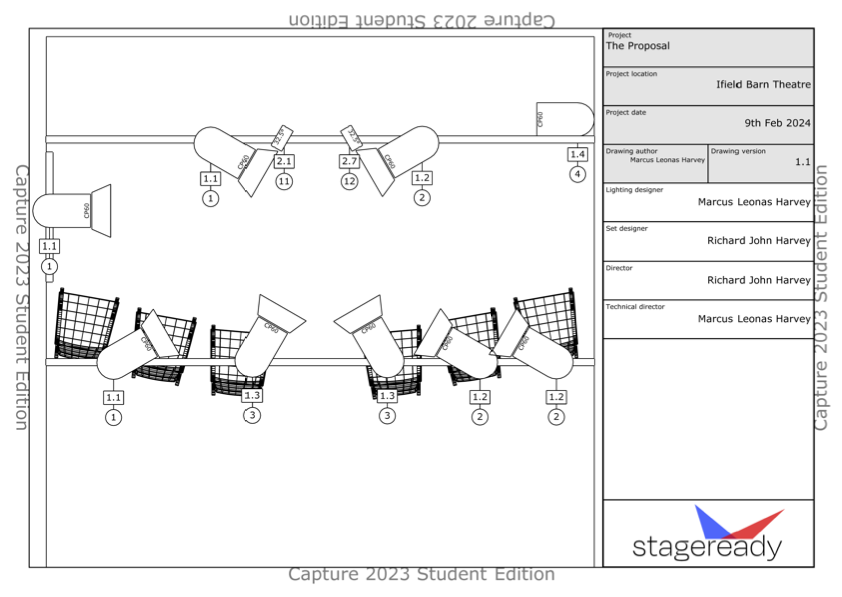 Capture 2023 Student Edition
Capture 2023 Student Edition
Capture 2023 Student Edition
Capture 2023 Student Edition
Project
The Proposal
Project location
Ifield Barn Theatre
Project date
9th Feb 2024
Drawing author
Marcus Leonas Harvey
Drawing version
1.1
Lighting designer
Marcus Leonas Harvey
Set designer
Richard John Harvey
Director
Richard John Harvey
Technical director
Marcus Leonas Harvey
stageready
CP60
1.4
4
CP60
32.5°
32.5°
CP60
1.1
1
2.1
11
2.7
12
1.2
2
CP60
1.1
1
CP60
CP60
CP60
CP60
CP60
1.1
1
1.3
3
1.3
3
1.2
2
1.2
2